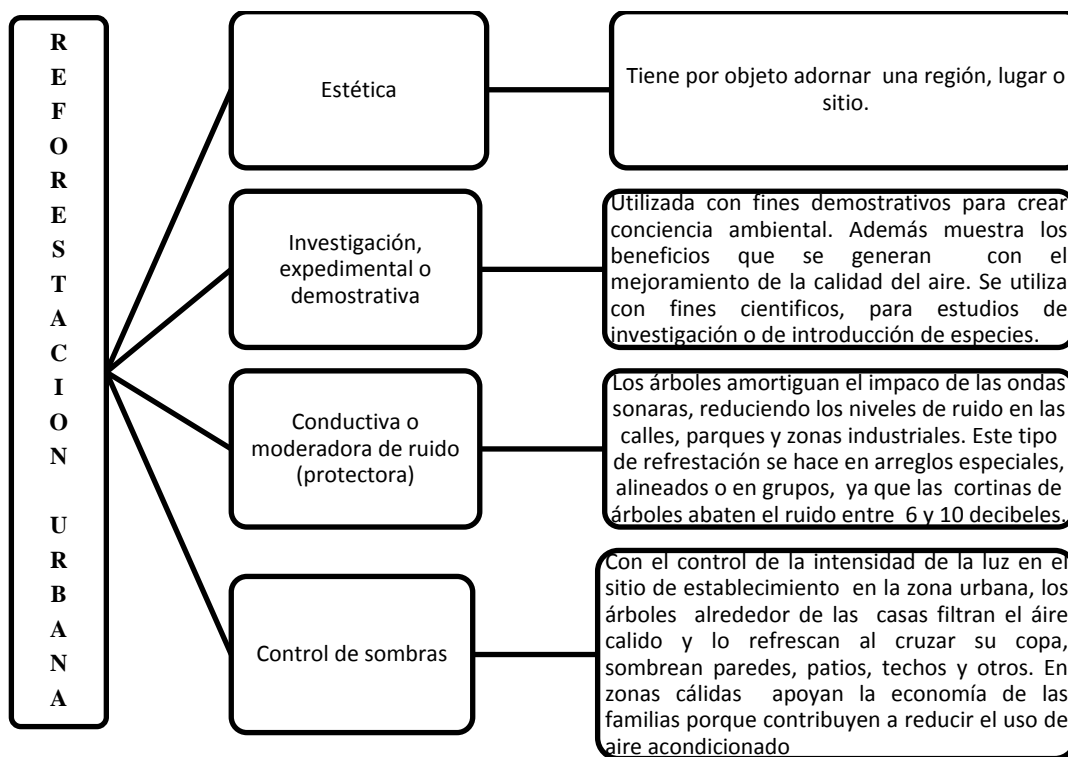 REFORESTACION URBANA
Estética
Tiene por objeto adornar una región, lugar o
sitio.
Investigación,
expedimental o
demostrativa
Utilizada con fines demostrativos para crear
conciencia ambiental. Además muestra los
beneficios que se generan con el
mejoramiento de la calidad del aire. Se utiliza
con fines cientificos, para estudios de
investigación o de introducción de especies.
Conductiva o
moderadora de ruido
(protectora)
Los árboles amortiguan el impaco de las ondas
sonaras, reduciendo los niveles de ruido en las
calles, parques y zonas industriales. Este tipo
de refrestación se hace en arreglos especiales,
alineados o en grupos, ya que las cortinas de
árboles abaten el ruido entre 6 y 10 decibeles.
Control de sombras
Con el control de la intensidad de la luz en el
sitio de establecimiento en la zona urbana, los
árboles alrededor de las casas filtran el áire
calido y lo refrescan al cruzar su copa,
sombrean paredes, patios, techos y otros. En
zonas cálidas apoyan la economía de las
familias porque contribuyen a reducir el uso de
aire acondicionado